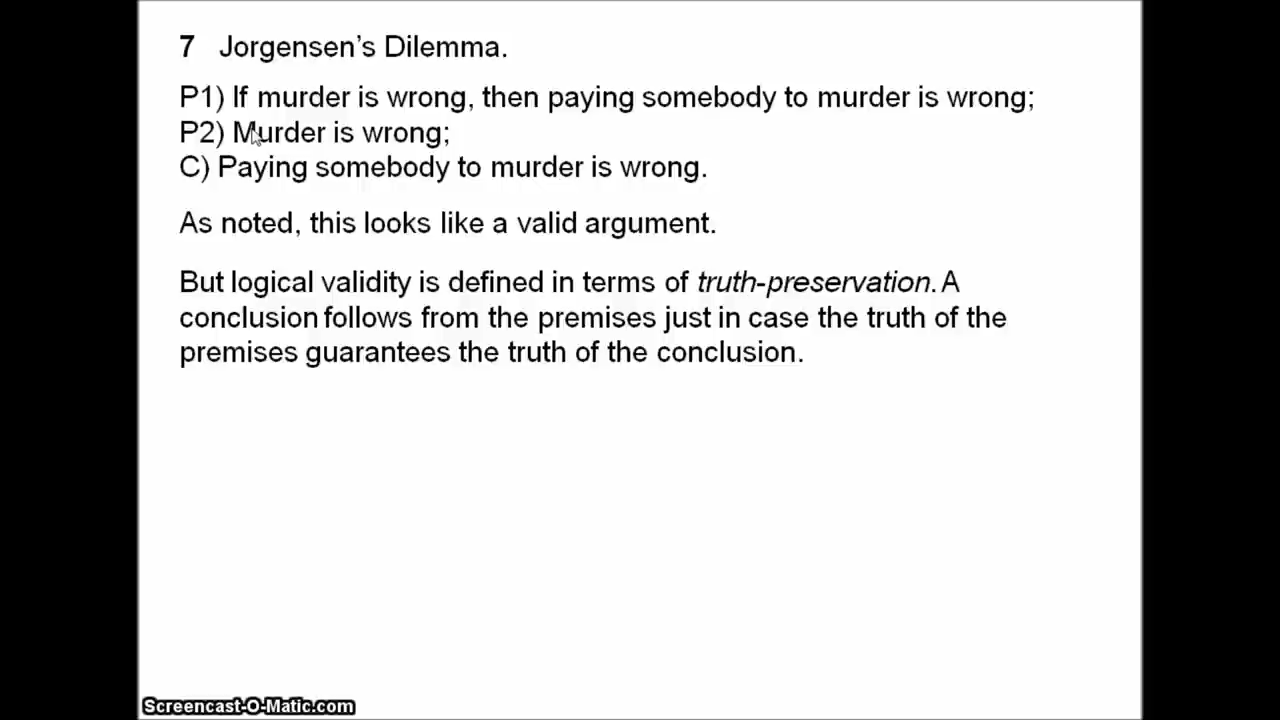 7 Jorgensen's Dilemma.
P1) If murder is wrong, then paying somebody to murder is wrong;
P2) Murder is wrong;
C) Paying somebody to murder is wrong.
As noted, this looks like a valid argument.
But logical validity is defined in terms of truth-preservation. A
conclusion follows from the premises just in case the truth of the
premises guarantees the truth of the conclusion.
Screencast-O-Matic.com